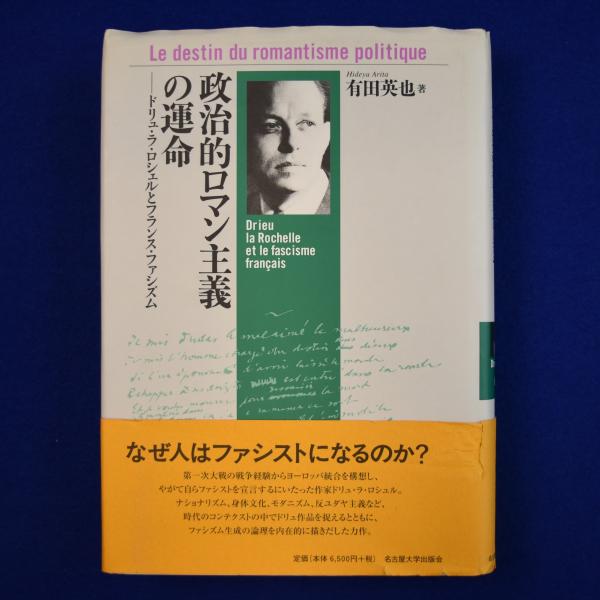 Le destin du romantisme politique
Hideya Arita
有田英也 著
政治的ロマン主義
の運命
──ドリュ・ラ・ロシェルとフランス・ファシズム
Drieu
la Rochelle
et le fascisme
français
なぜ人はファシストになるのか?
第一次大戦の戦争経験からヨーロッパ統合を構想し、
やがて自らファシストを宣言するにいたった作家ドリュ・ラ・ロシェル。
ナショナリズム、身体文化、モダニズム、反ユダヤ主義など、
時代のコンテクストの中でドリュ作品を捉えるとともに、
ファシズム生成の論理を内在的に描きだした力作。
定価(本体 6,500円+税) 名古屋大学出版会